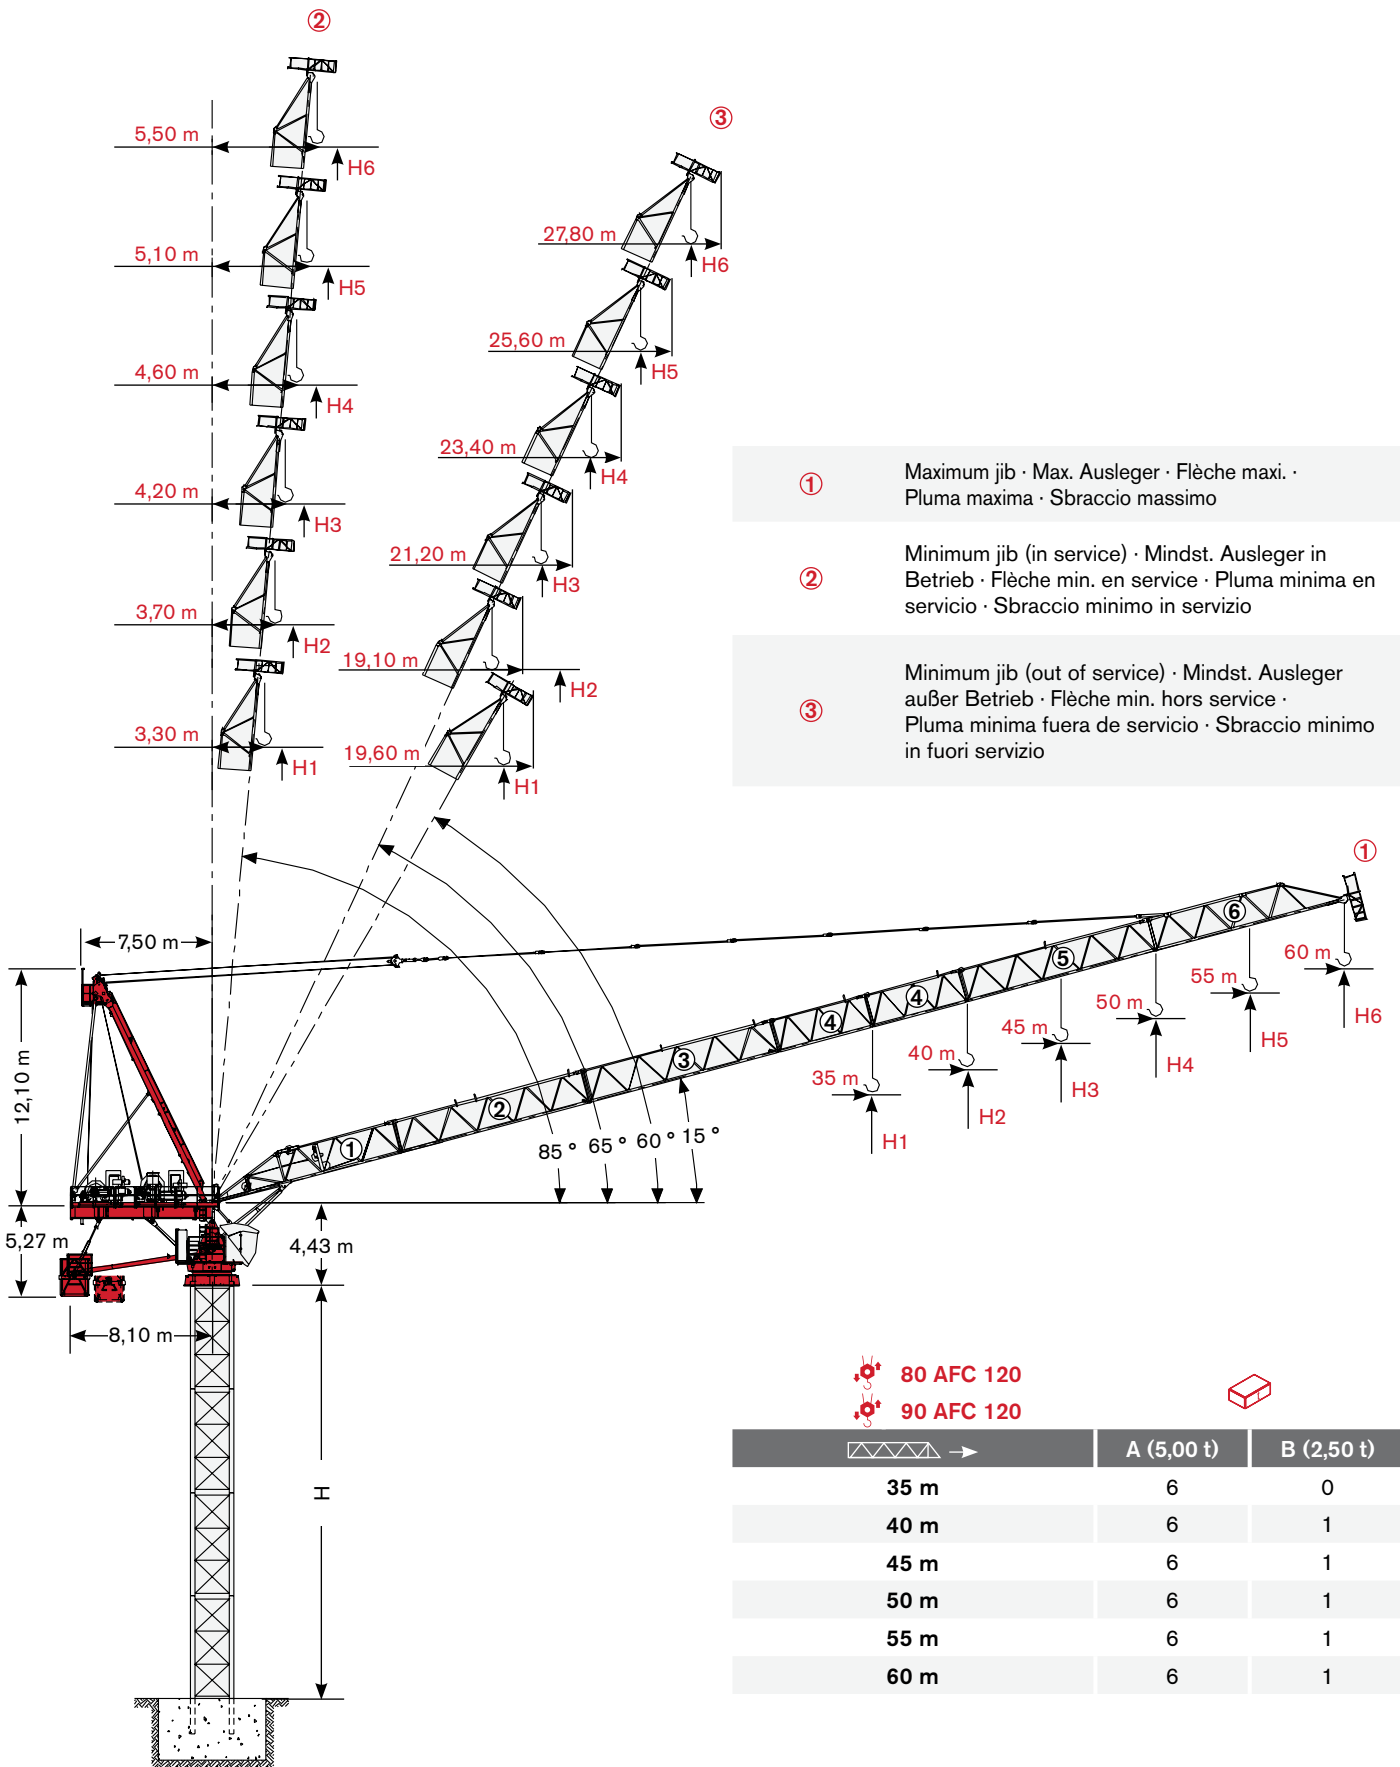 ②
③
5,50 m
H6
5,10 m
H5
4,60 m
H4
4,20 m
H3
3,70 m
H2
3,30 m
H1
27,80 m
H6
25,60 m
H5
23,40 m
H4
21,20 m
H3
19,10 m
H2
19,60 m
H1
① Maximum jib · Max. Ausleger · Flèche maxi. ·
Pluma maxima · Sbraccio massimo
② Minimum jib (in service) · Mindst. Ausleger in
Betrieb · Flèche min. en service · Pluma minima en
servicio · Sbraccio minimo in servizio
③ Minimum jib (out of service) · Mindst. Ausleger
außer Betrieb · Flèche min. hors service ·
Pluma minima fuera de servicio · Sbraccio minimo
in fuori servizio
①
7,50 m
12,10 m
5,27 m
8,10 m
4,43 m
H
① ② ③ ④ ④ ⑤ ⑥
85 ° 65 ° 60 ° 15 °
35 m
H1
40 m
H2
45 m
H3
50 m
H4
55 m
H5
60 m
H6
80 AFC 120
90 AFC 120
A (5,00 t) B (2,50 t)
35 m 6 0
40 m 6 1
45 m 6 1
50 m 6 1
55 m 6 1
60 m 6 1